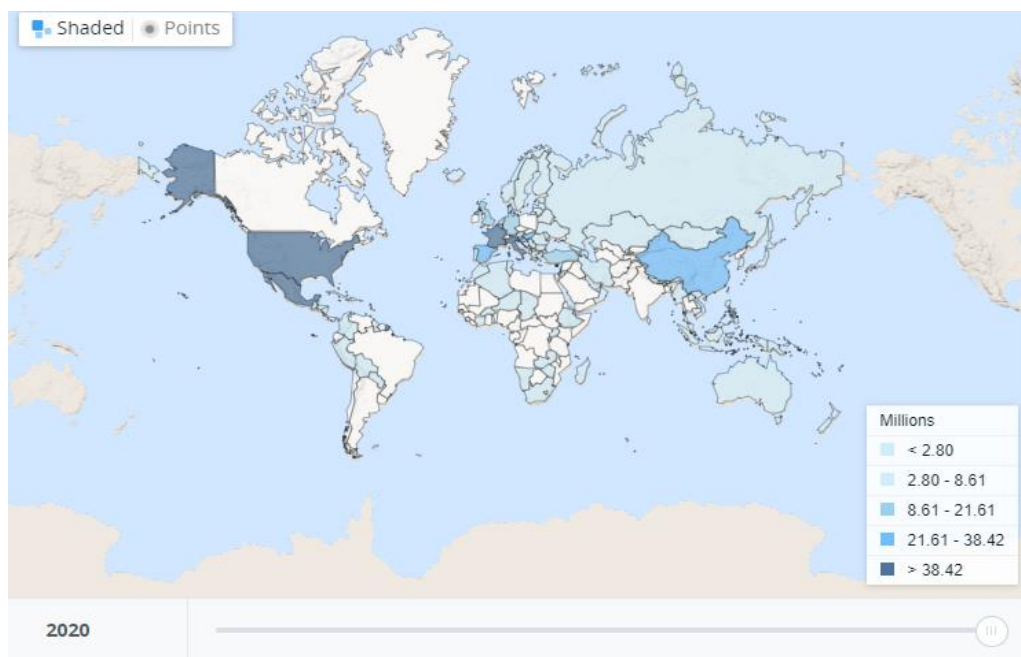 Shaded Points
Millions
< 2.80
2.80 - 8.61
8.61 - 21.61
21.61 - 38.42
> 38.42
2020